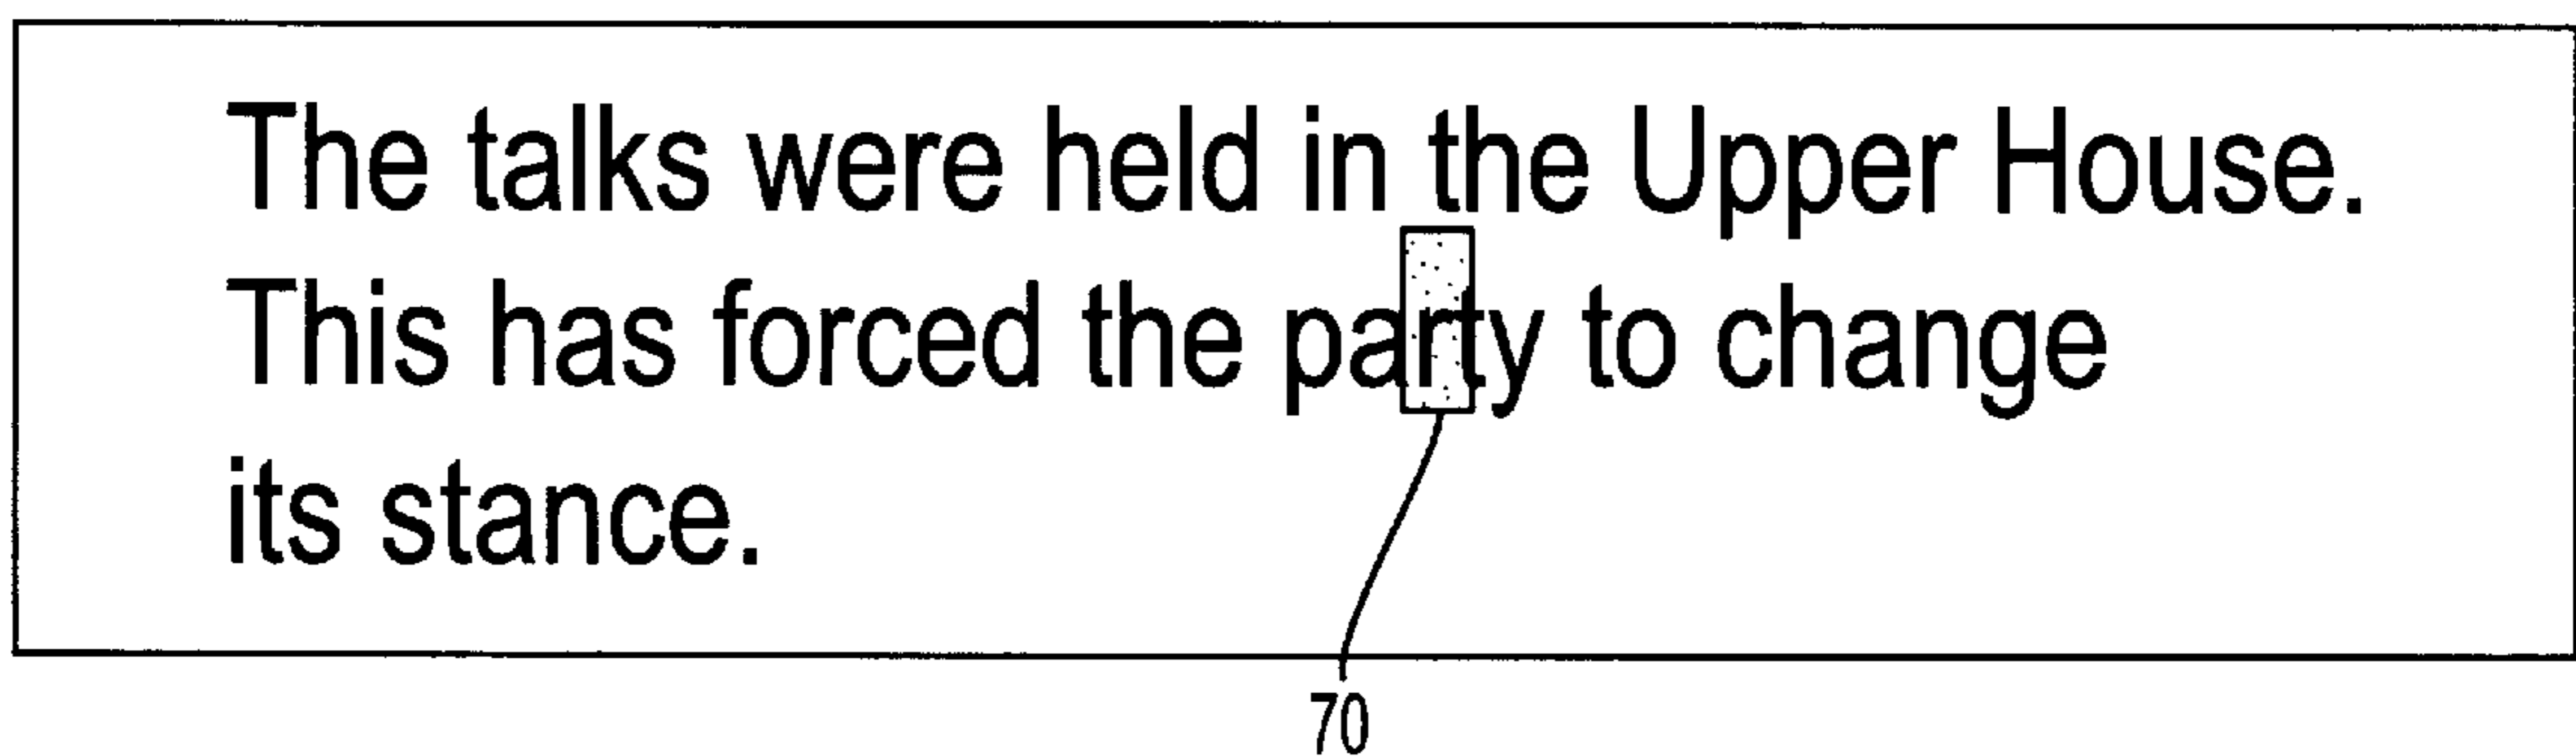 The talks were held in the Upper House.
This has forced the party to change
its stance.
70